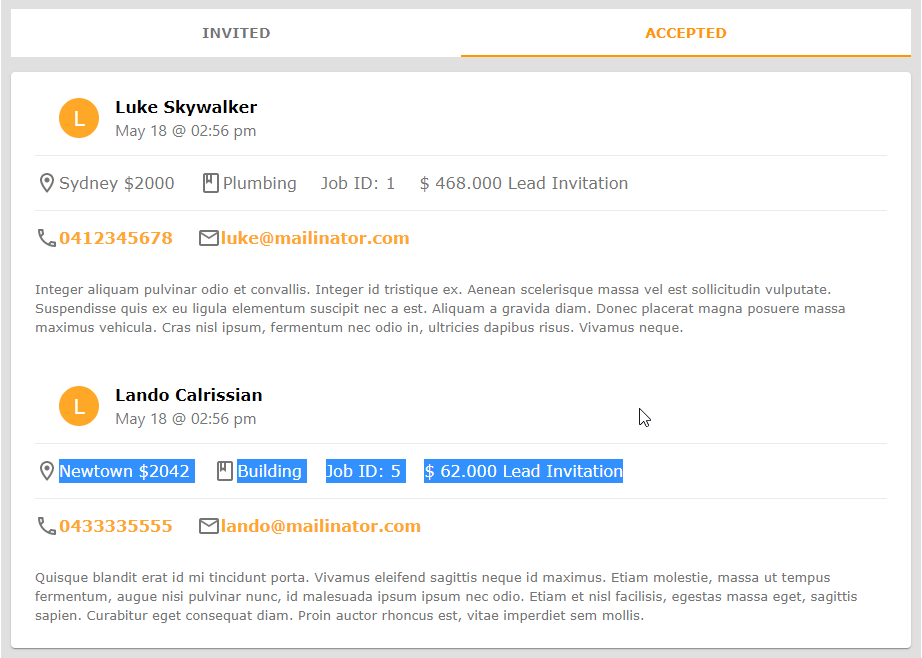 INVITED
ACCEPTED
L
Luke Skywalker
May 18 @ 02:56 pm
Sydney $2000 Plumbing Job ID: 1 $ 468.000 Lead Invitation
0412345678 luke@mailinator.com
Integer aliquam pulvinar odio et convallis. Integer id tristique ex. Aenean scelerisque massa vel est sollicitudin vulputate.
Suspendisse quis ex eu ligula elementum suscipit nec a est. Aliquam a gravida diam. Donec placerat magna posuere massa
maximus vehicula. Cras nisl ipsum, fermentum nec odio in, ultricies dapibus risus. Vivamus neque.
L
Lando Calrissian
May 18 @ 02:56 pm
Newtown $2042 Building Job ID: 5 $ 62.000 Lead Invitation
0433335555 lando@mailinator.com
Quisque blandit erat id mi tincidunt porta. Vivamus eleifend sagittis neque id maximus. Etiam molestie, massa ut tempus
fermentum, augue nisi pulvinar nunc, id malesuada ipsum ipsum nec odio. Etiam et nisl facilisis, egestas massa eget, sagittis
sapien. Curabitur eget consequat diam. Proin auctor rhoncus est, vitae imperdiet sem mollis.